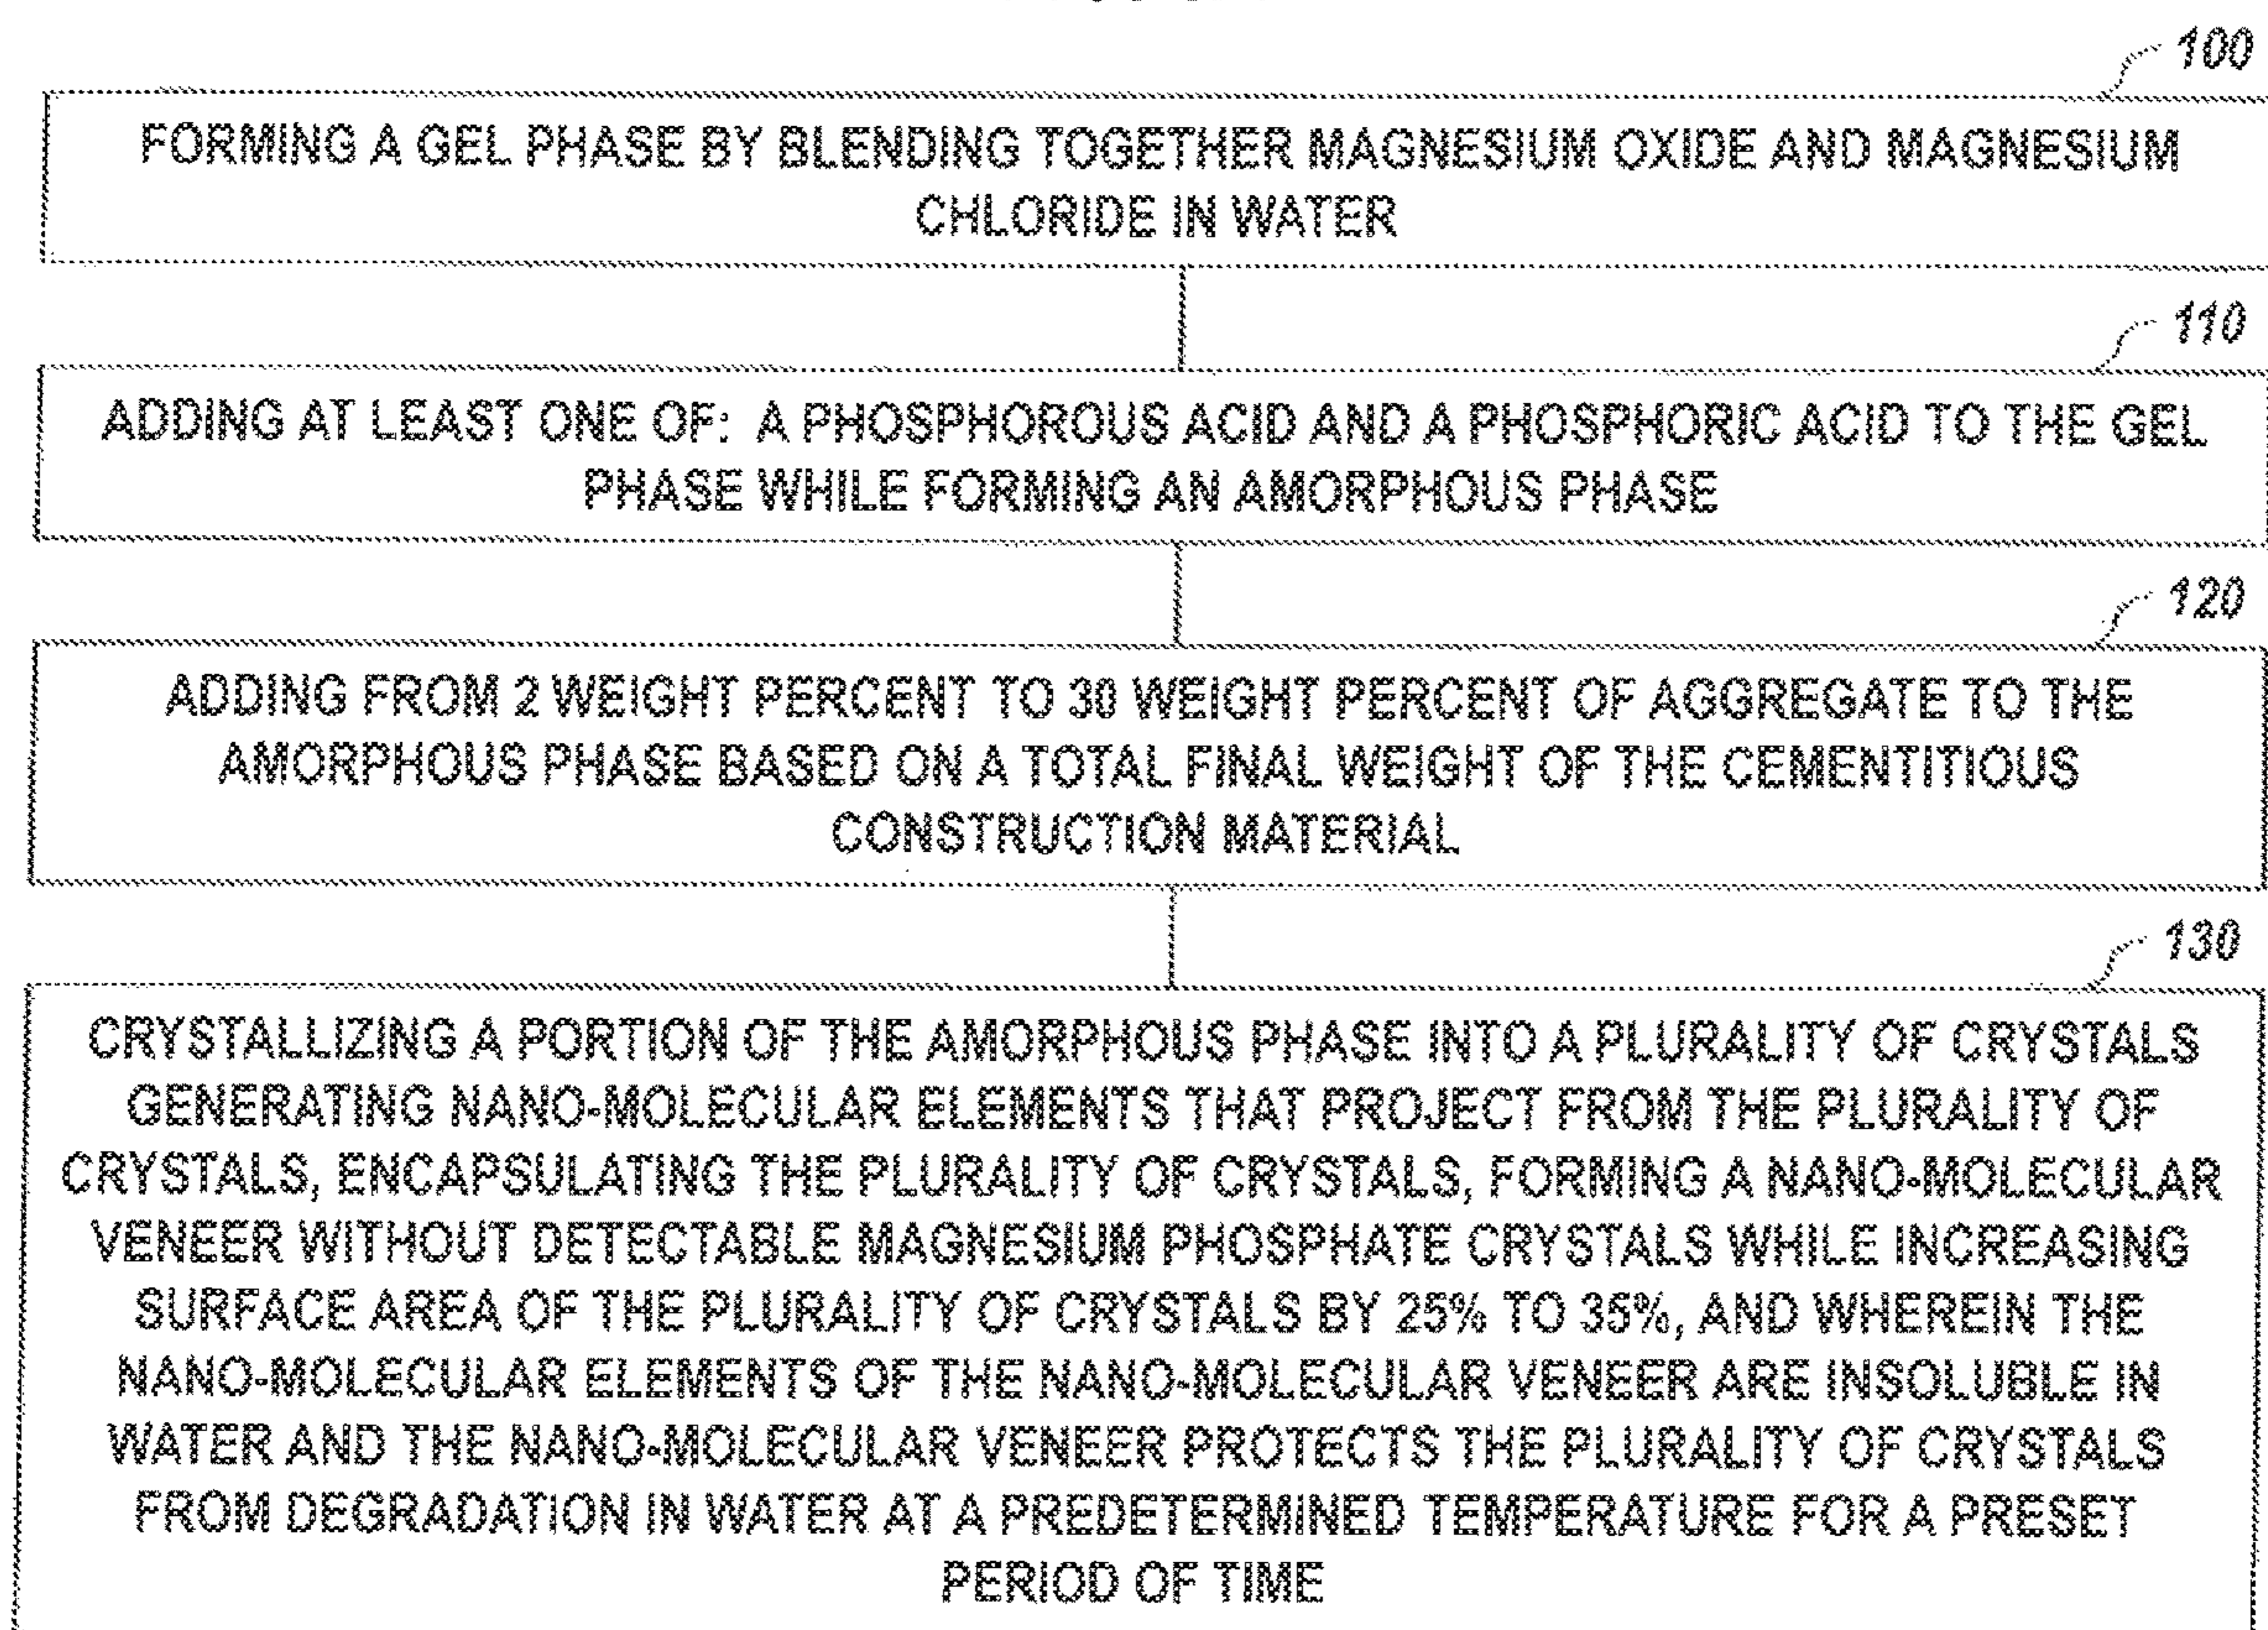 100
FORMING A GEL PHASE BY BLENDING TOGETHER MAGNESIUM OXIDE AND MAGNESIUM
CHLORIDE IN WATER
110
ADDING AT LEAST ONE OF: A PHOSPHOROUS ACID AND A PHOSPHORIC ACID TO THE GEL
PHASE WHILE FORMING AN AMORPHOUS PHASE
120
ADDING FROM 2 WEIGHT PERCENT TO 30 WEIGHT PERCENT OF AGGREGATE TO THE
AMORPHOUS PHASE BASED ON A TOTAL FINAL WEIGHT OF THE CEMENTITIOUS
CONSTRUCTION MATERIAL
130
CRYSTALLIZING A PORTION OF THE AMORPHOUS PHASE INTO A PLURALITY OF CRYSTALS
GENERATING NANO-MOLECULAR ELEMENTS THAT PROJECT FROM THE PLURALITY OF
CRYSTALS, ENCAPSULATING THE PLURALITY OF CRYSTALS, FORMING A NANO-MOLECULAR
VENEER WITHOUT DETECTABLE MAGNESIUM PHOSPHATE CRYSTALS WHILE INCREASING
SURFACE AREA OF THE PLURALITY OF CRYSTALS BY 25% TO 35%, AND WHEREIN THE
NANO-MOLECULAR ELEMENTS OF THE NANO-MOLECULAR VENEER ARE INSOLUBLE IN
WATER AND THE NANO-MOLECULAR VENEER PROTECTS THE PLURALITY OF CRYSTALS
FROM DEGRADATION IN WATER AT A PREDETERMINED TEMPERATURE FOR A PRESET
PERIOD OF TIME